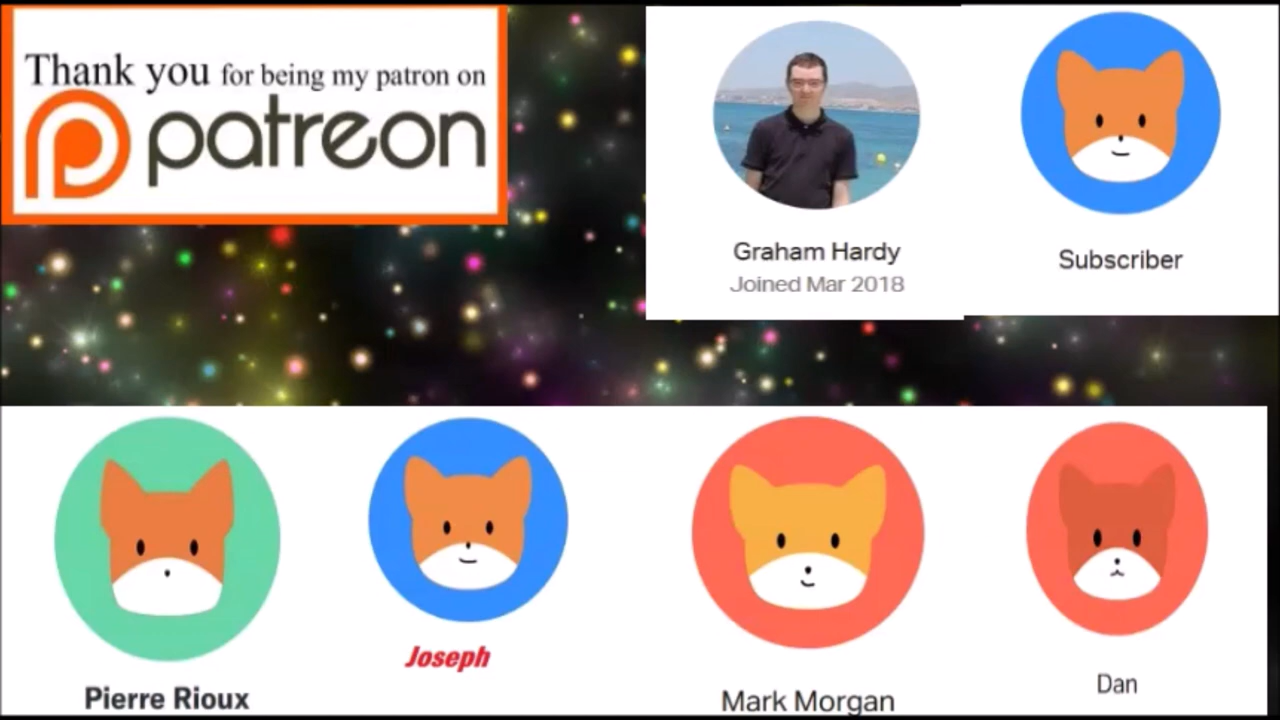 Thank you for being my patron on
patreon
Graham Hardy
Joined Mar 2018
Subscriber
Pierre Rioux
Joseph
Mark Morgan
Dan